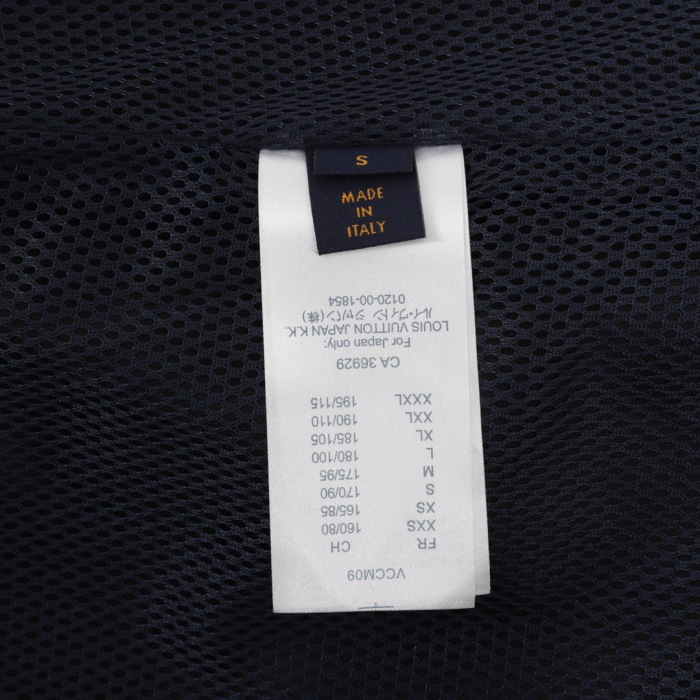 S
MADE
IN
ITALY
VCCM09
FR CH
XXS 160/80
XS 165/85
S 170/90
M 175/95
L 180/100
XL 185/105
XXL 190/110
XXXL 195/115
CA 36929
For Japan only:
LOUIS VUITTON JAPAN K.K.
ルイ・ヴィトン ジャパン(株)
0120-00-1854